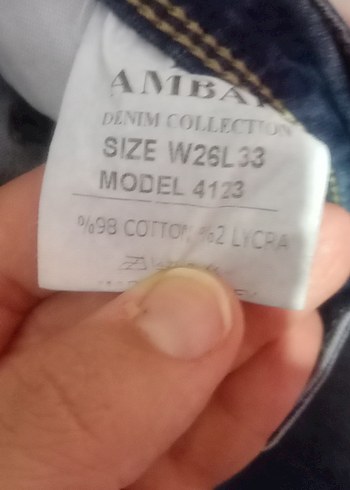 DENIM COLLECTION
SIZE W26L33
MODEL 4123
%98 COTTON %2 LYCRA